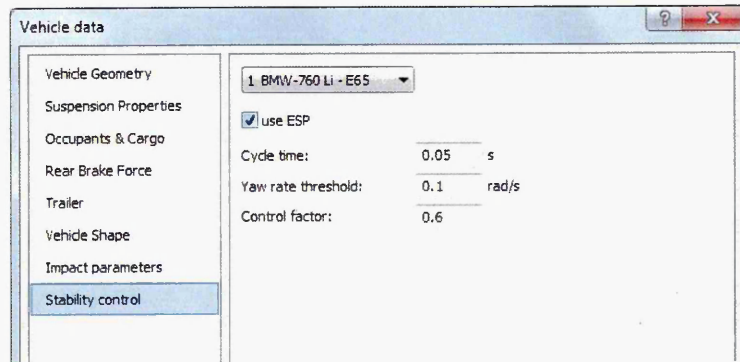 Vehicle data
?
X
Vehicle Geometry
Suspension Properties
Occupants & Cargo
Rear Brake Force
Trailer
Vehicle Shape
Impact parameters
Stability control
1 BMW-760 Li - E65
use ESP
Cycle time: 0.05 s
Yaw rate threshold: 0.1 rad/s
Control factor: 0.6